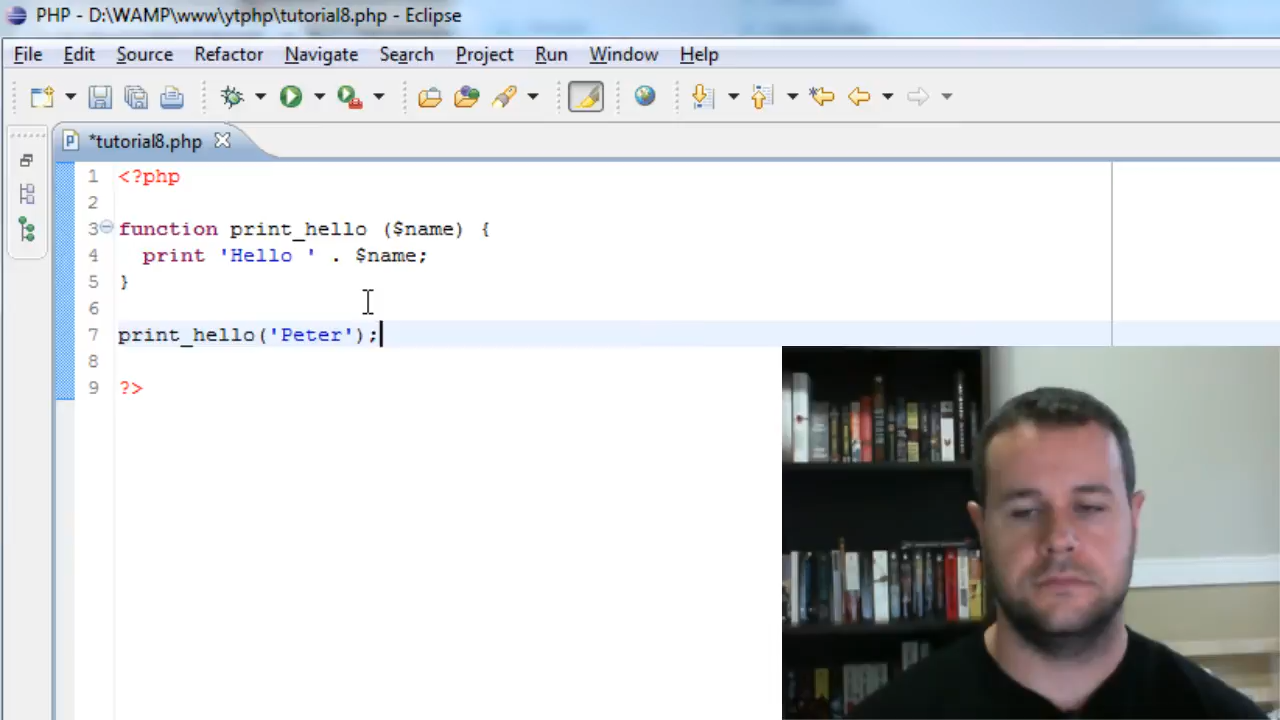 PHP - D:\WAMP\www\ytphp\tutorial8.php - Eclipse
File Edit Source Refactor Navigate Search Project Run Window Help
*tutorial8.php
1 <?php
2
3 function print_hello ($name) {
4 print 'Hello ' . $name;
5 }
6
7 print_hello('Peter');
8
9 ?>